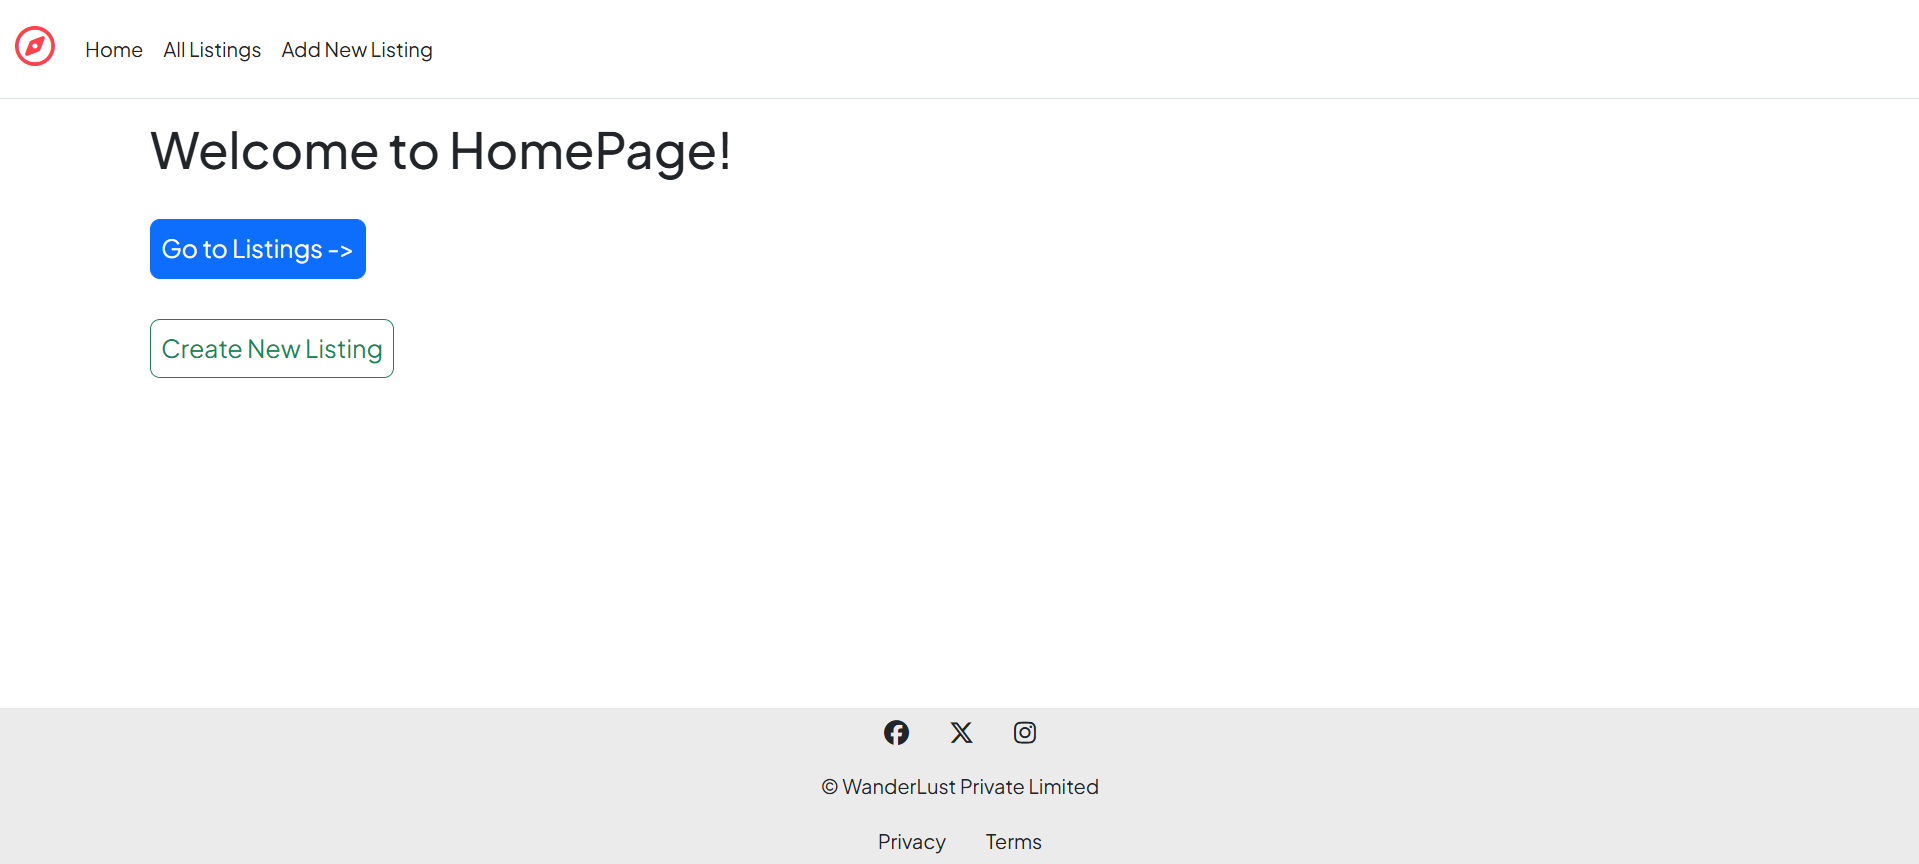 Home All Listings Add New Listing
Welcome to HomePage!
Go to Listings ->
Create New Listing
© WanderLust Private Limited
Privacy Terms